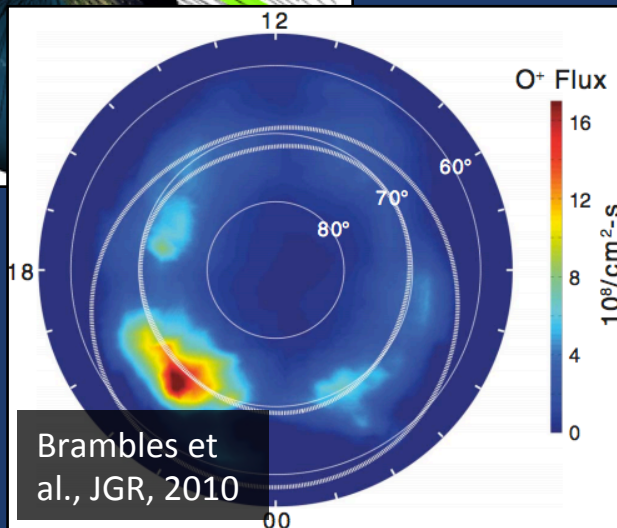 12
O⁺ Flux
16
60°
70°
12
80°
18
8
10⁸/cm²-s
4
0
Brambles et
al., JGR, 2010
00